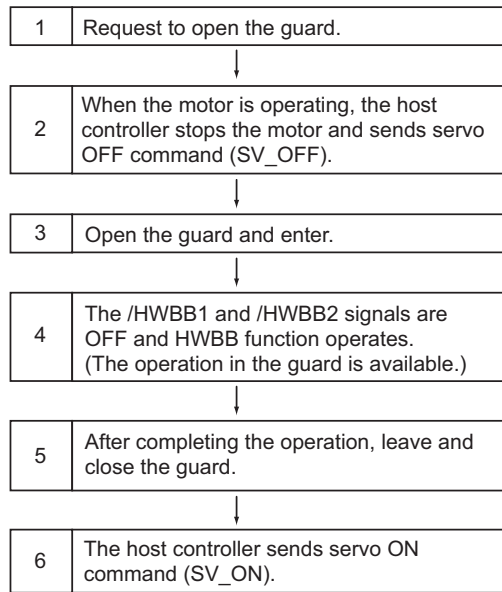 1 Request to open the guard.
2 When the motor is operating, the host
controller stops the motor and sends servo
OFF command (SV_OFF).
3 Open the guard and enter.
4 The /HWBB1 and /HWBB2 signals are
OFF and HWBB function operates.
(The operation in the guard is available.)
5 After completing the operation, leave and
close the guard.
6 The host controller sends servo ON
command (SV_ON).